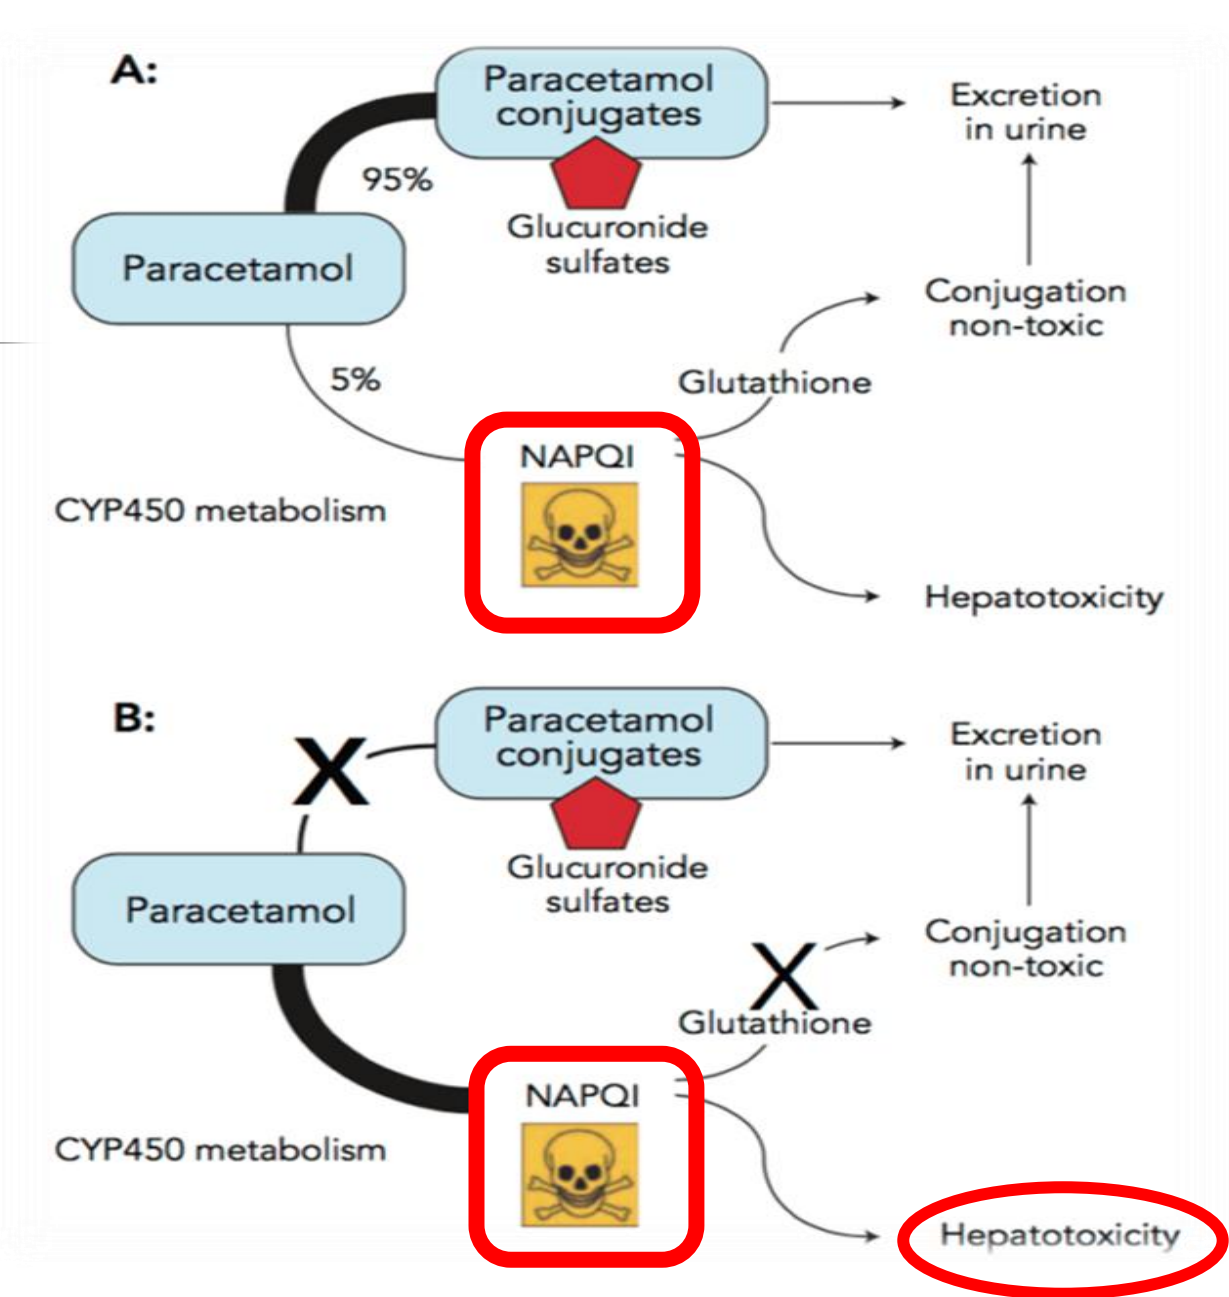 A:
Paracetamol
conjugates
Excretion
in urine
95%
Glucuronide
sulfates
Paracetamol
Conjugation
non-toxic
5%
Glutathione
NAPQI
CYP450 metabolism
Hepatotoxicity
B:
X
Paracetamol
conjugates
Excretion
in urine
Glucuronide
sulfates
Paracetamol
Conjugation
non-toxic
X
Glutathione
NAPQI
CYP450 metabolism
Hepatotoxicity